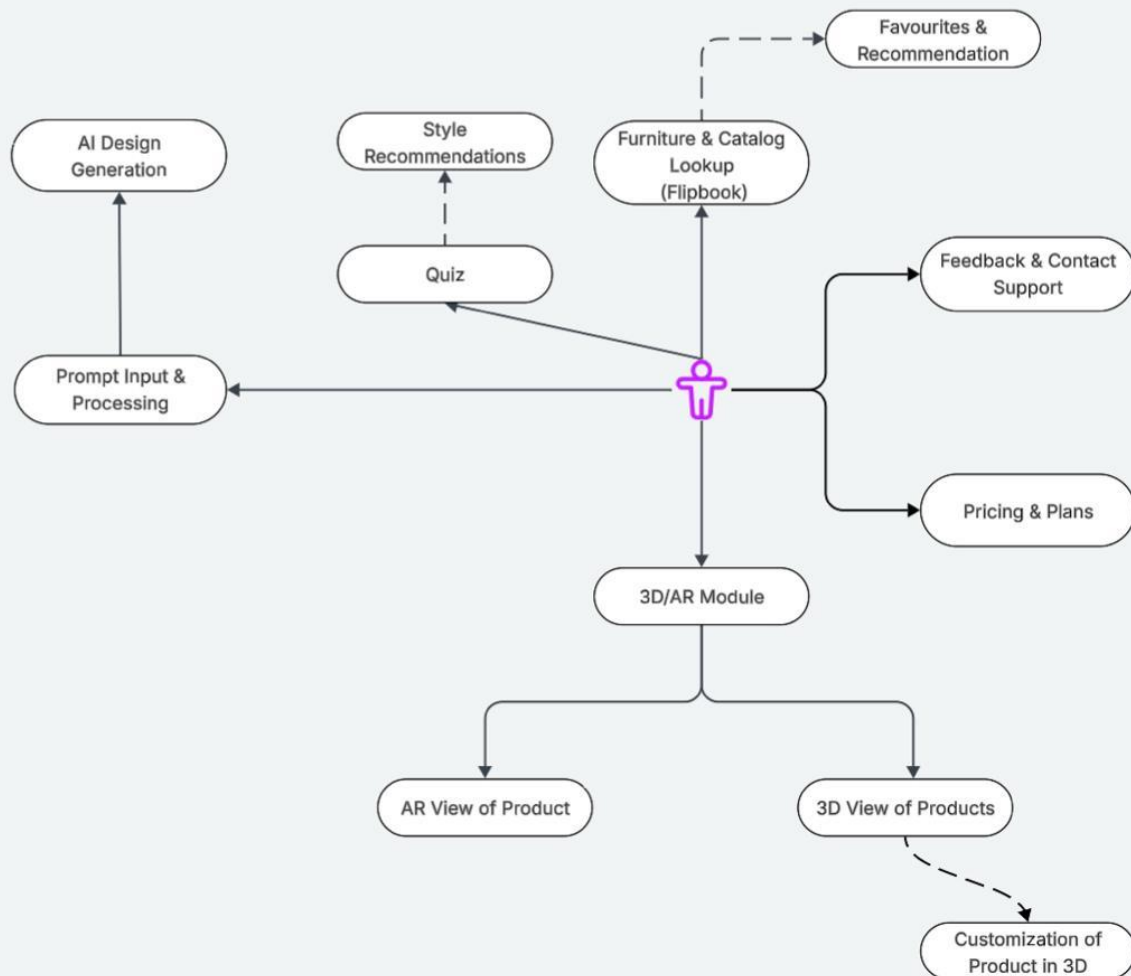 Favourites &
Recommendation
AI Design
Generation
Style
Recommendations
Furniture & Catalog
Lookup
(Flipbook)
Quiz
Feedback & Contact
Support
Prompt Input &
Processing
Pricing & Plans
3D/AR Module
AR View of Product
3D View of Products
Customization of
Product in 3D